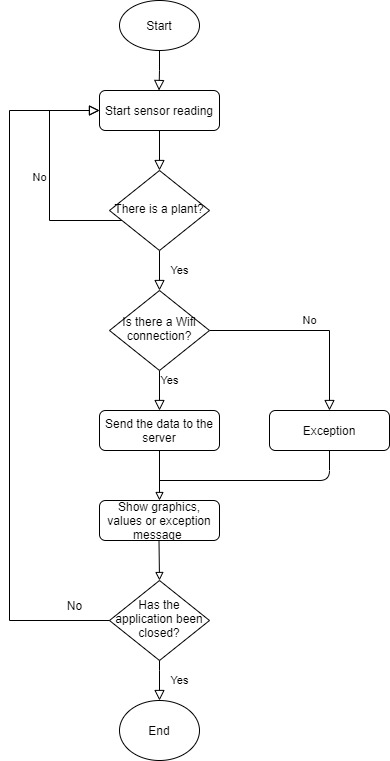 Start
Start sensor reading
No
There is a plant?
Yes
Is there a Wifi
connection?
No
Yes
Send the data to the
server
Exception
Show graphics,
values or exception
message
No
Has the
application been
closed?
Yes
End